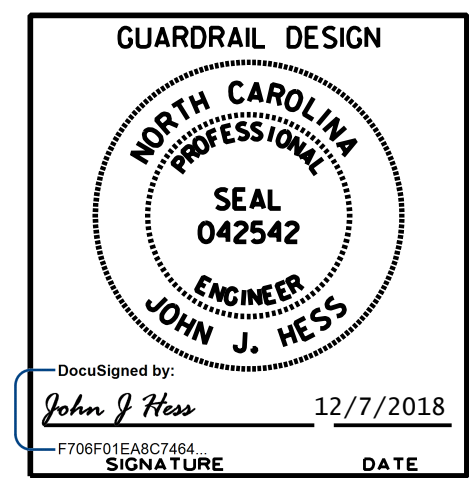 GUARDRAIL DESIGN
NORTH CAROLINA
PROFESSIONAL
SEAL
042542
ENGINEER
JOHN J. HESS
DocuSigned by:
John J Hess
12/7/2018
F706F01EA8C7464...
SIGNATURE
DATE